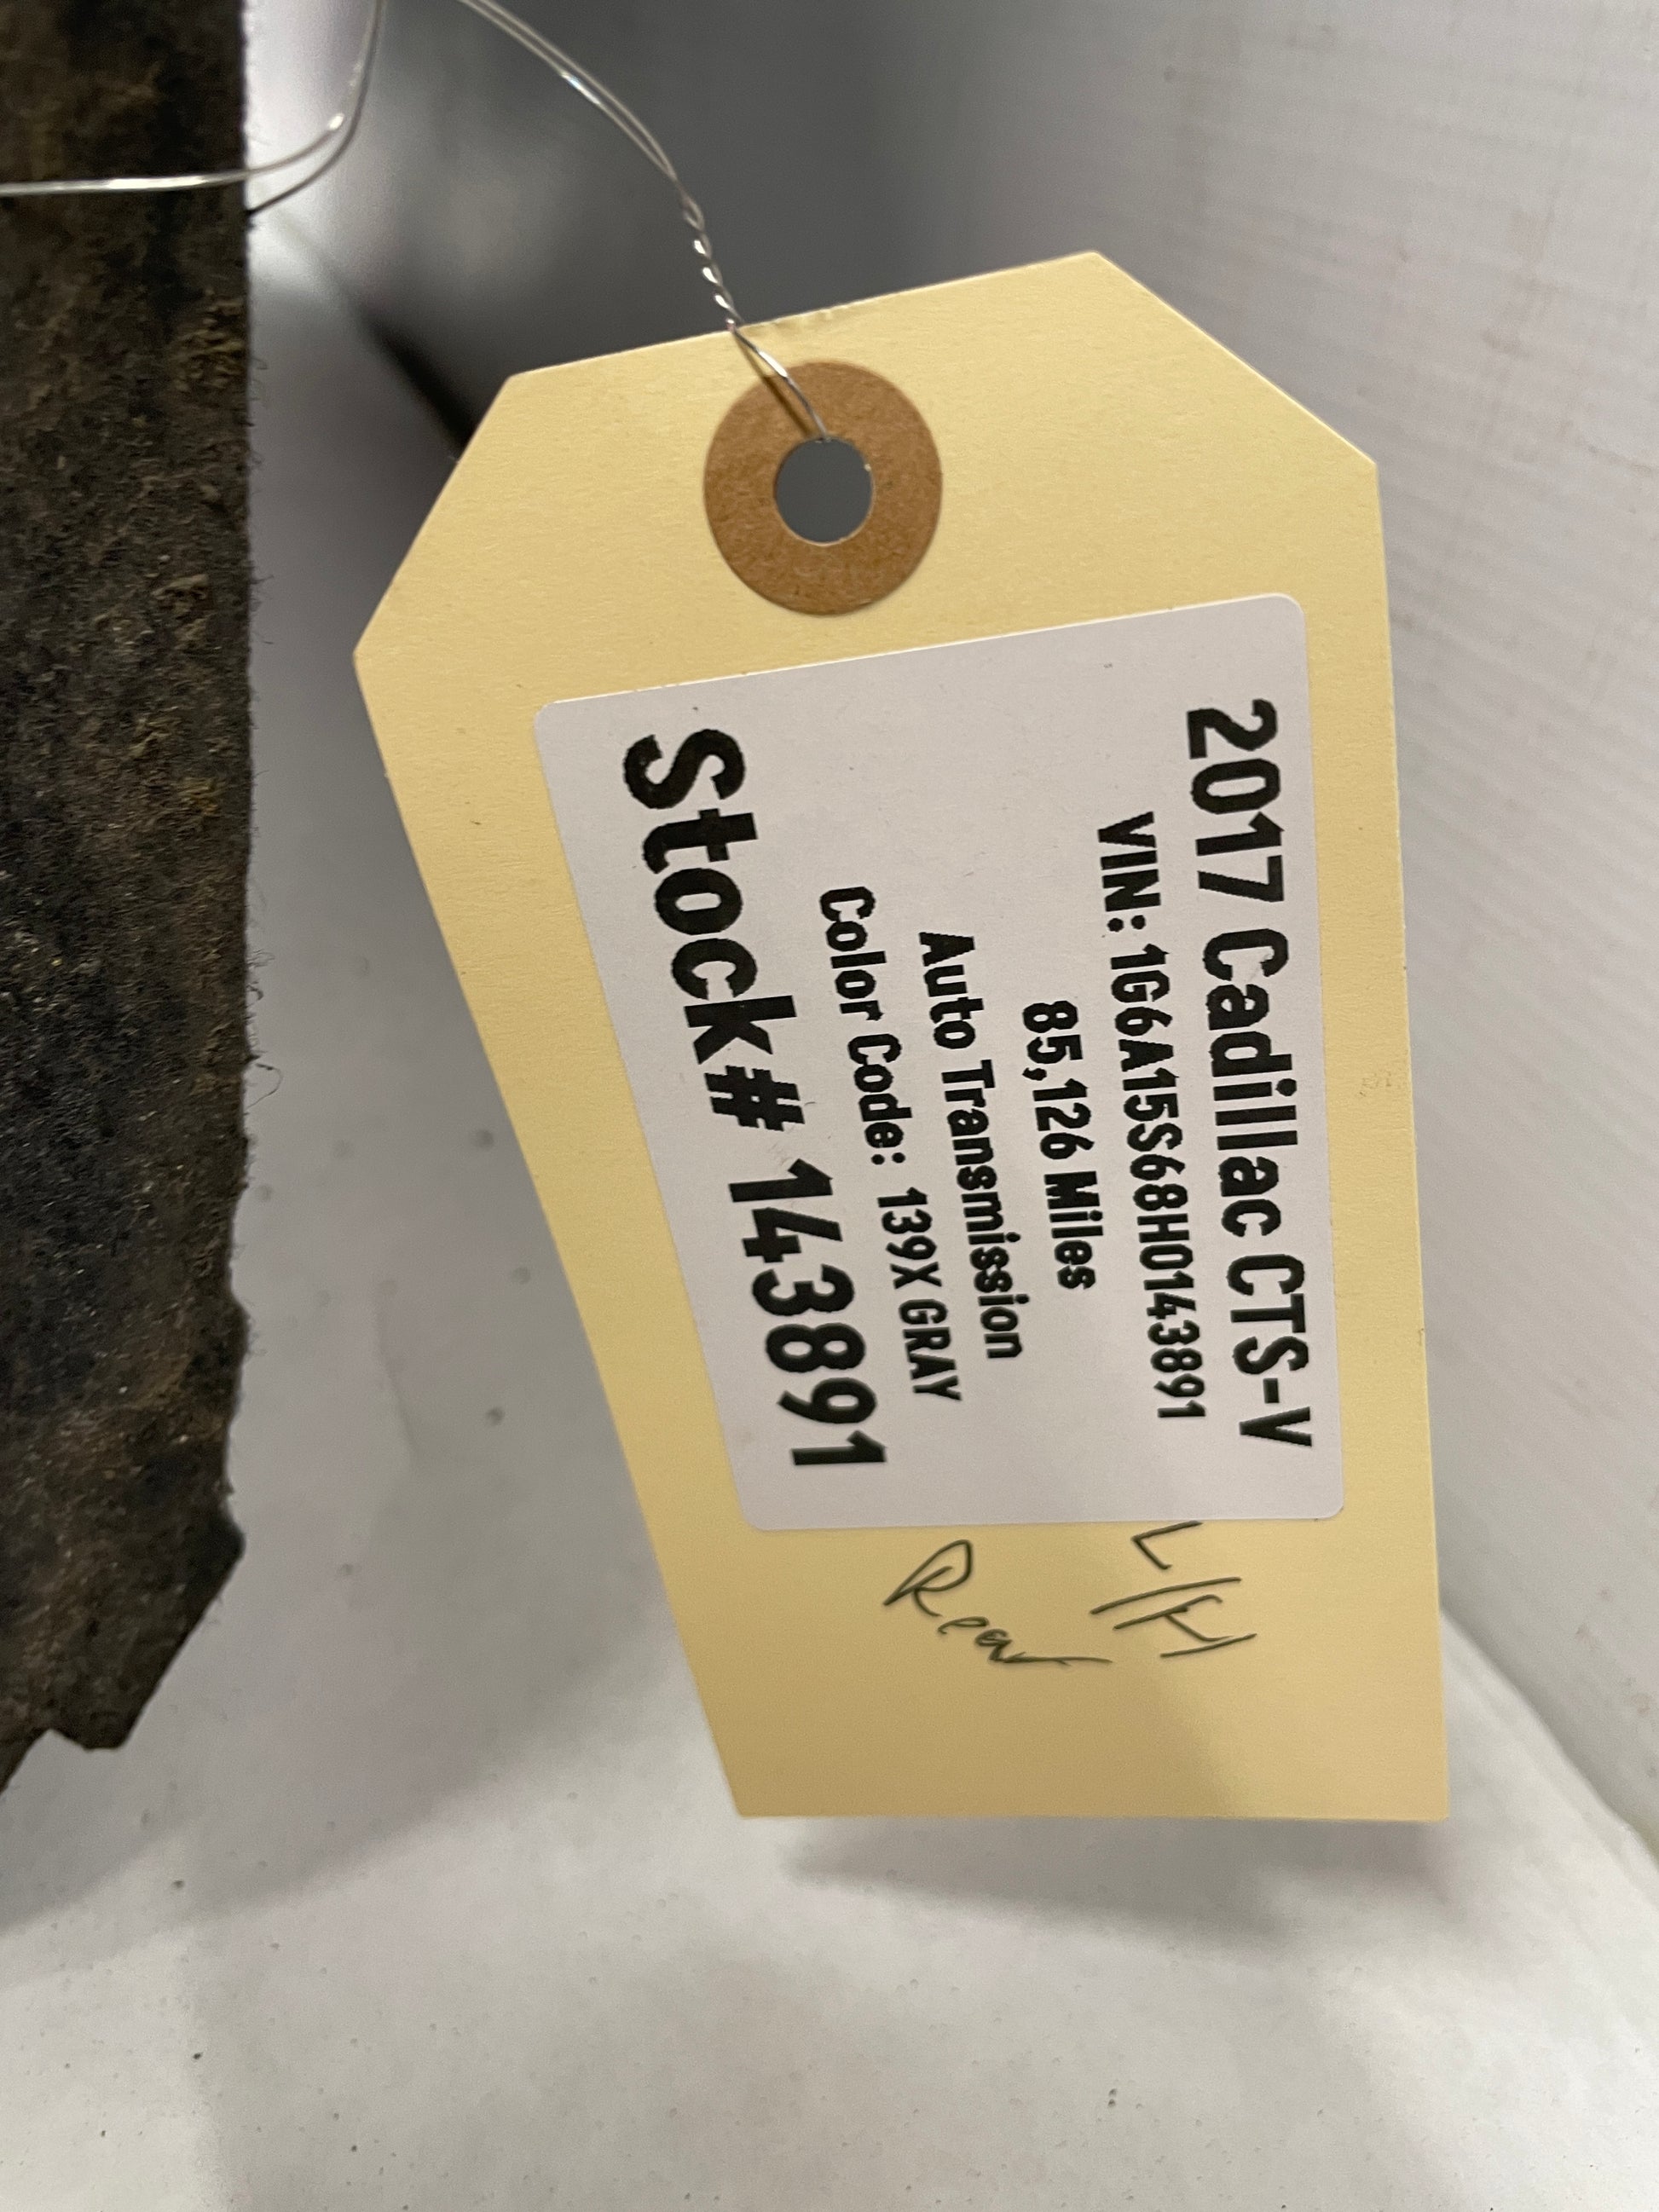 2017 Cadillac CTS-V
VIN: 1G6A15S68H0143891
85,126 Miles
Auto Transmission
Color Code: 139X GRAY
Stock# 143891
L/H
Rear